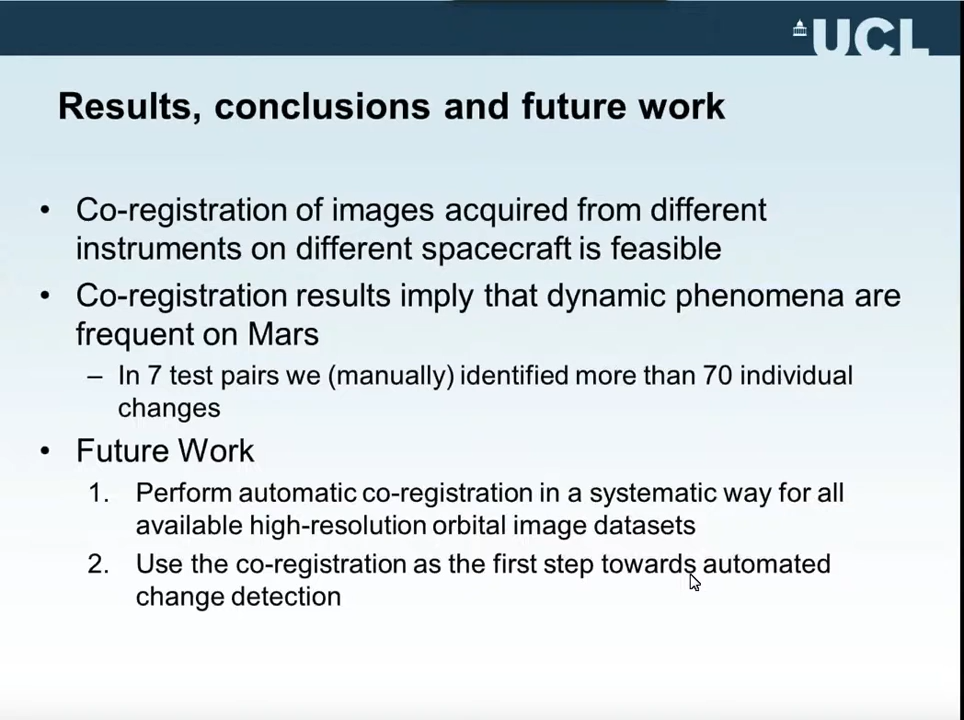 UCL
Results, conclusions and future work
• Co-registration of images acquired from different
instruments on different spacecraft is feasible
• Co-registration results imply that dynamic phenomena are
frequent on Mars
– In 7 test pairs we (manually) identified more than 70 individual
changes
• Future Work
1. Perform automatic co-registration in a systematic way for all
available high-resolution orbital image datasets
2. Use the co-registration as the first step towards automated
change detection